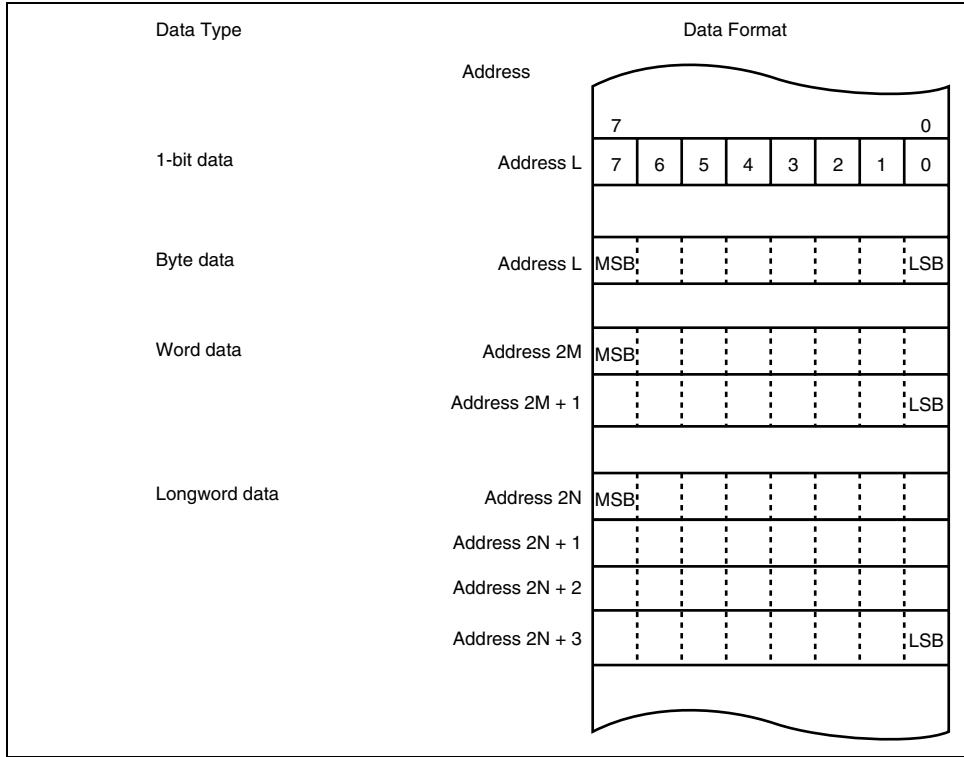 Data Type Data Format
Address
7 0
1-bit data Address L 7 6 5 4 3 2 1 0
Byte data Address L MSB LSB
Word data Address 2M MSB
Address 2M + 1 LSB
Longword data Address 2N MSB
Address 2N + 1
Address 2N + 2
Address 2N + 3 LSB